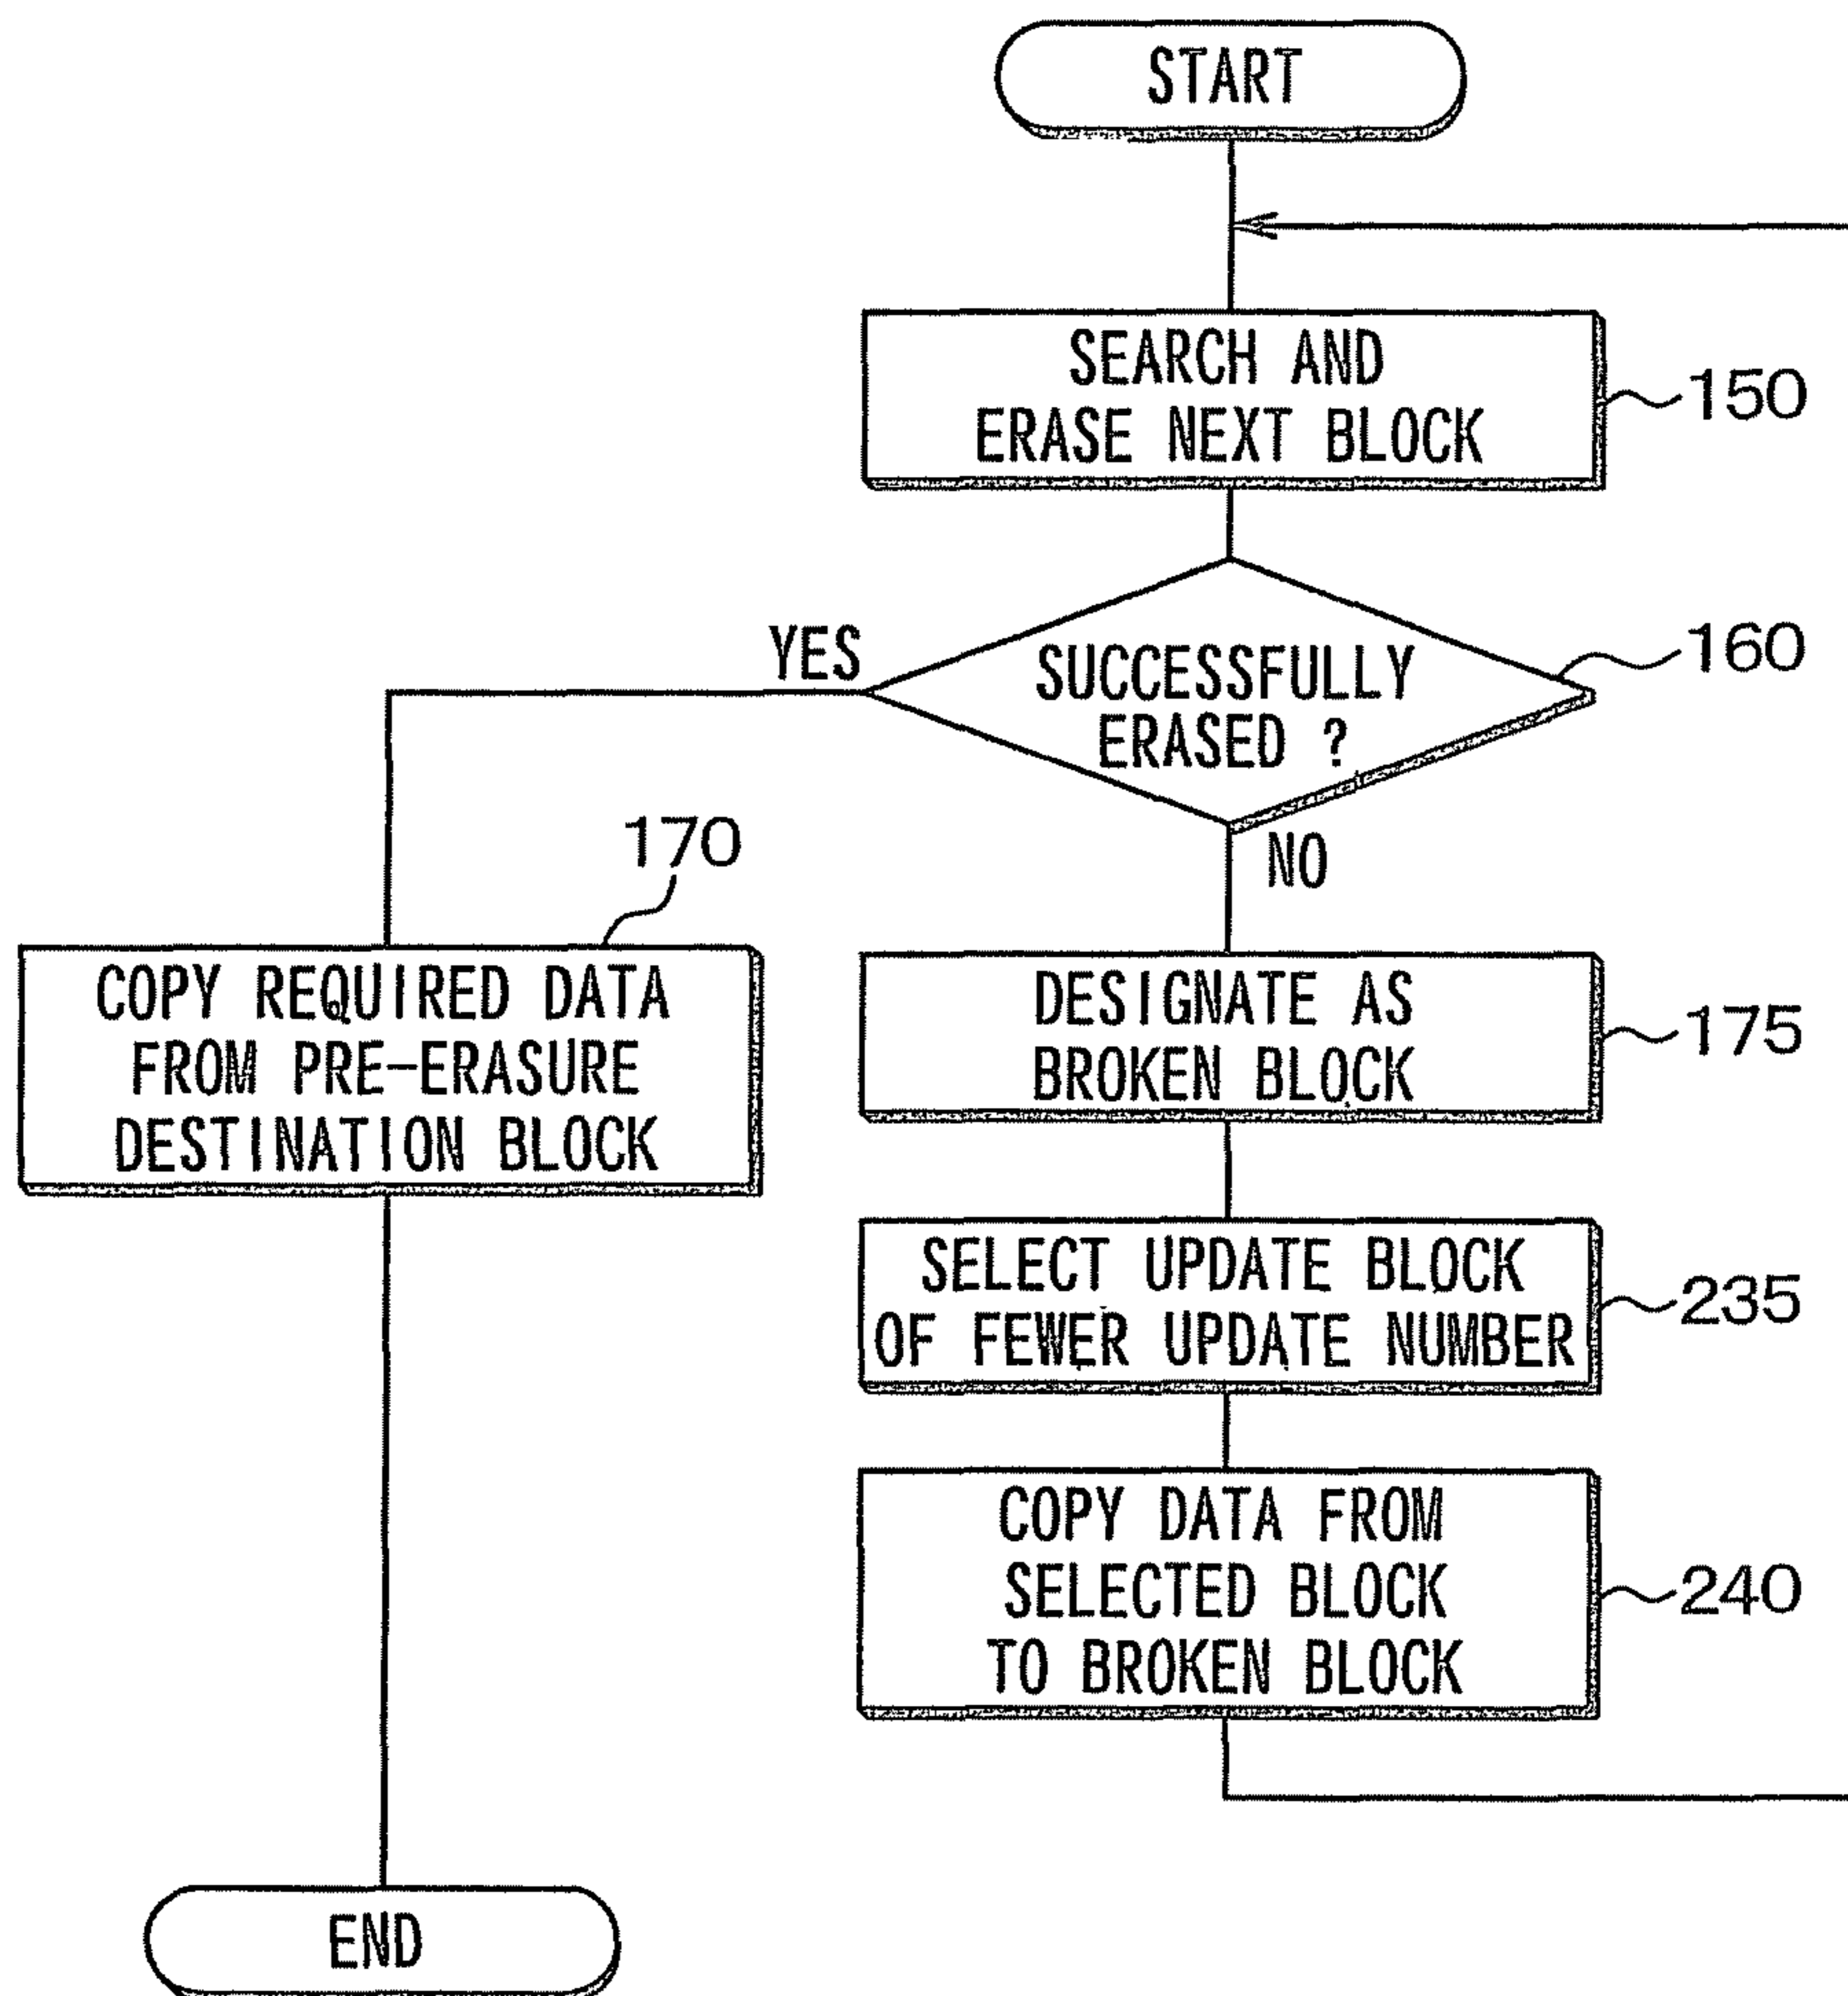 START
SEARCH AND
ERASE NEXT BLOCK
150
YES
SUCCESSFULLY
ERASED ?
160
NO
170
COPY REQUIRED DATA
FROM PRE-ERASURE
DESTINATION BLOCK
DESIGNATE AS
BROKEN BLOCK
175
SELECT UPDATE BLOCK
OF FEWER UPDATE NUMBER
235
COPY DATA FROM
SELECTED BLOCK
TO BROKEN BLOCK
240
END